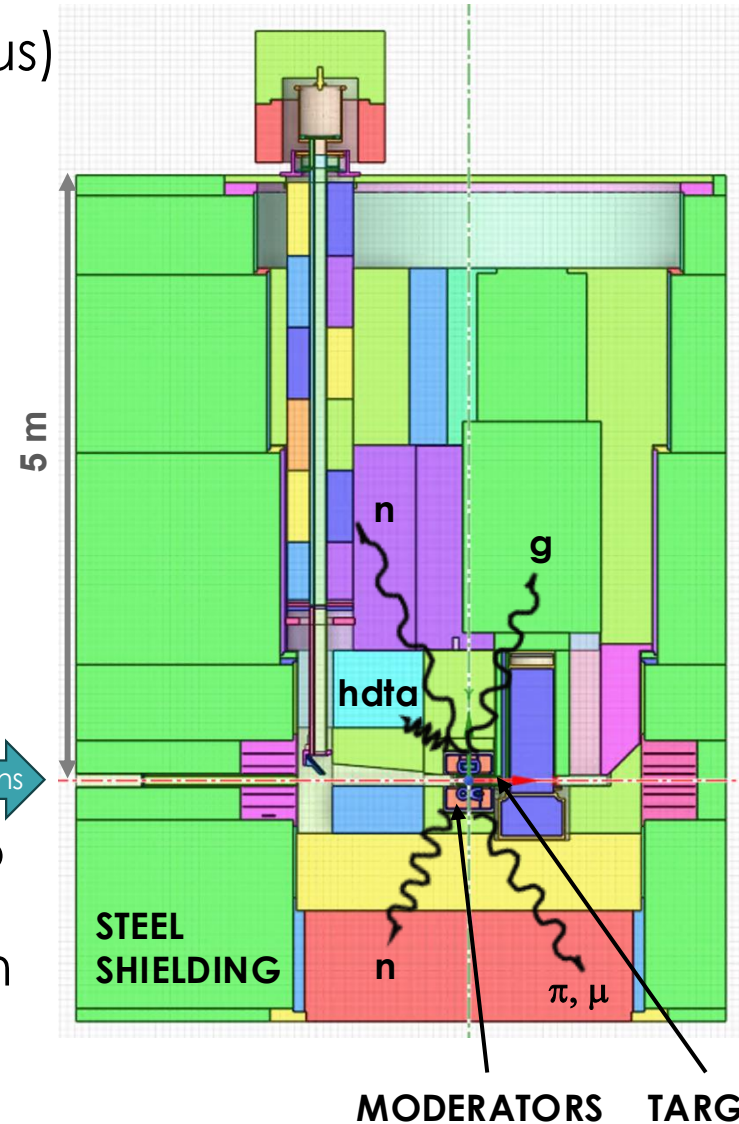 us)
5 m
n
g
hdta
ns
STEEL
SHIELDING
n
π, μ
MODERATORS TARG